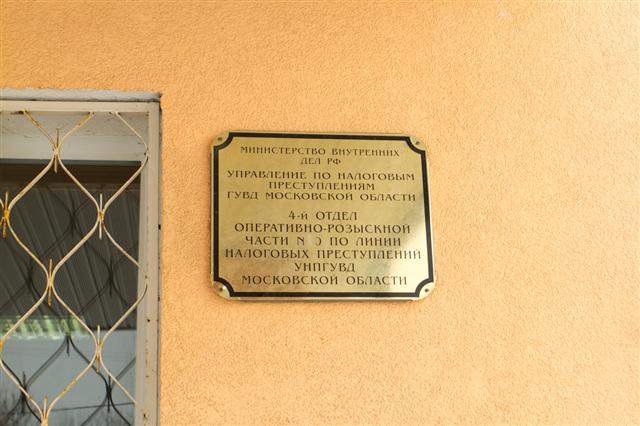 МИНИСТЕРСТВО ВНУТРЕННИХ
ДЕЛ РФ
УПРАВЛЕНИЕ ПО НАЛОГОВЫМ
ПРЕСТУПЛЕНИЯМ
ГУВД МОСКОВСКОЙ ОБЛАСТИ
4-й ОТДЕЛ
ОПЕРАТИВНО-РОЗЫСКНОЙ
ЧАСТИ ПО ЛИНИИ
НАЛОГОВЫХ ПРЕСТУПЛЕНИЙ
УНПГУВД
МОСКОВСКОЙ ОБЛАСТИ